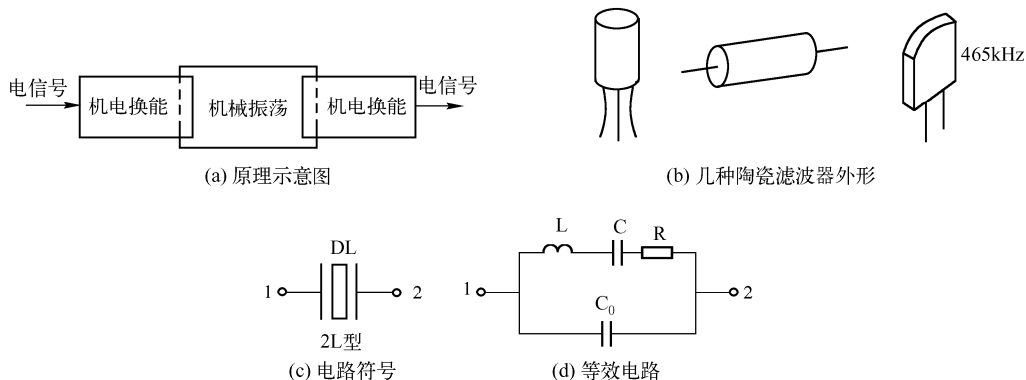 电信号
机电换能
机械振荡
机电换能
电信号
(a) 原理示意图
465kHz
(b) 几种陶瓷滤波器外形
DL
1
2
2L型
(c) 电路符号
L
C
R
1
2
C₀
(d) 等效电路